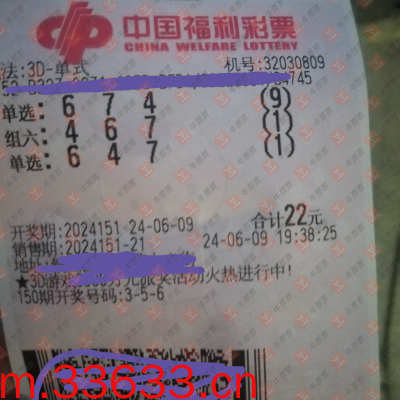 中国福利彩票
CHINA WELFARE LOTTERY
法:3D-单式 机号:32030809
单选: 6 7 4 (9)
组六: 4 6 7 (1)
单选: 6 4 7 (1)
开奖期:2024151 24-06-09 合计22元
销售期:2024151-21 24-06-09 19:38:25
地址:
★3D游戏 活动火热进行中!
150期开奖号码:3-5-6
m.33633.cn